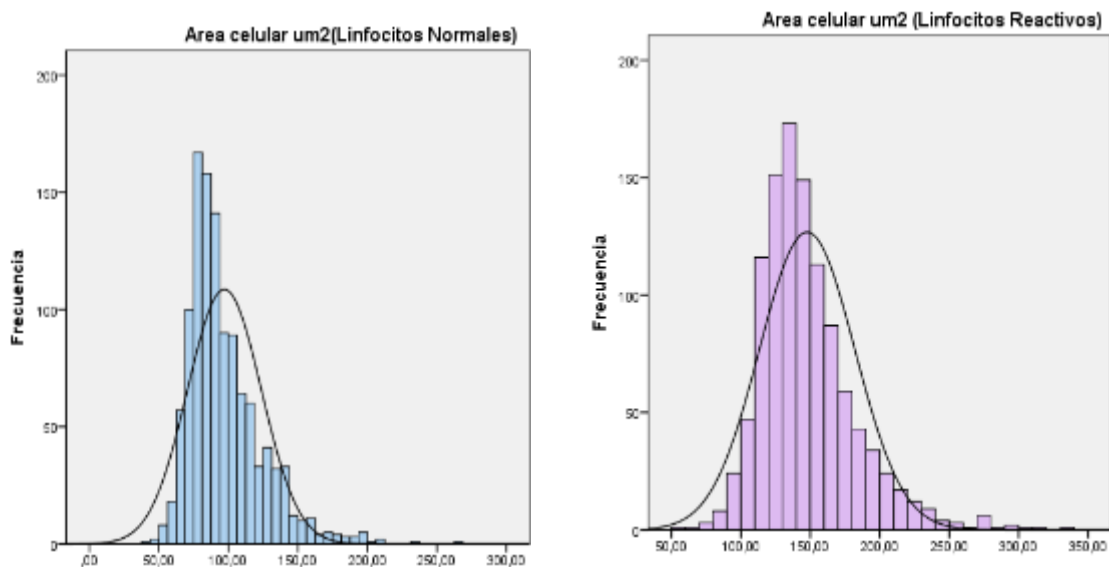 Area celular um2(Linfocitos Normales)
200
150
100
50
0
Frecuencia
,00 50,00 100,00 150,00 200,00 250,00 300,00
Area celular um2 (Linfocitos Reactivos)
200
150
100
50
0
Frecuencia
50,00 100,00 150,00 200,00 250,00 300,00 350,00